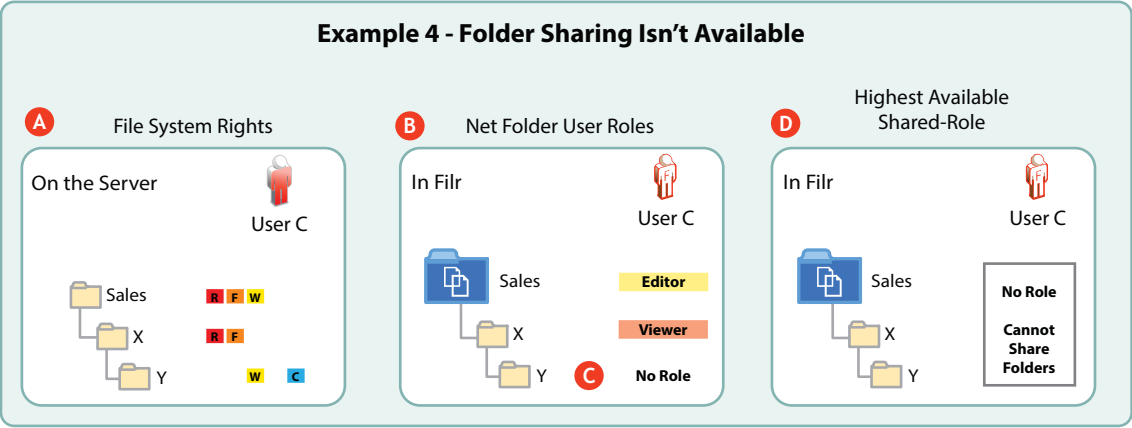 Example 4 - Folder Sharing Isn't Available
A
File System Rights
On the Server
User C
Sales
R F W
X
R F
Y
W C
B
Net Folder User Roles
In Filr
F
User C
Sales
Editor
X
Viewer
Y
C
No Role
D
Highest Available
Shared-Role
In Filr
F
User C
Sales
X
Y
No Role
Cannot
Share
Folders